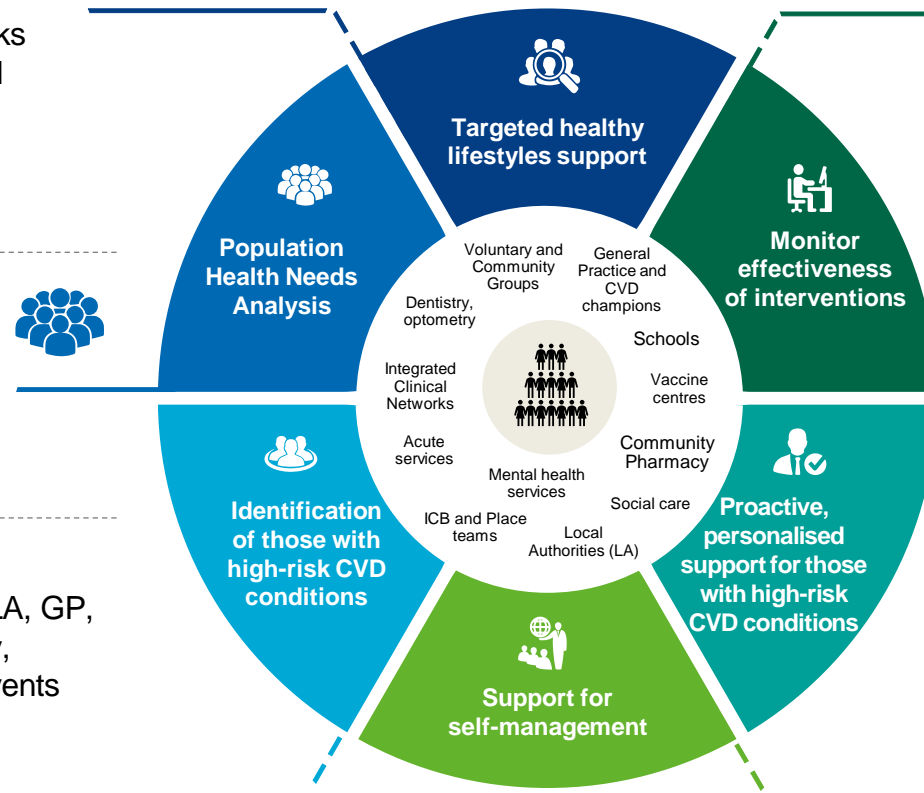 Targeted healthy
lifestyles support
Population
Health Needs
Analysis
Monitor
effectiveness
of interventions
Voluntary and
Community
Groups
General
Practice and
CVD
champions
Dentistry,
optometry
Schools
Integrated
Clinical
Networks
Vaccine
centres
Acute
services
Community
Pharmacy
Mental health
services
Social care
ICB and Place
teams
Local
Authorities (LA)
Identification
of those with
high-risk CVD
conditions
Proactive,
personalised
support for those
with high-risk
CVD conditions
Support for
self-management
LA, GP,